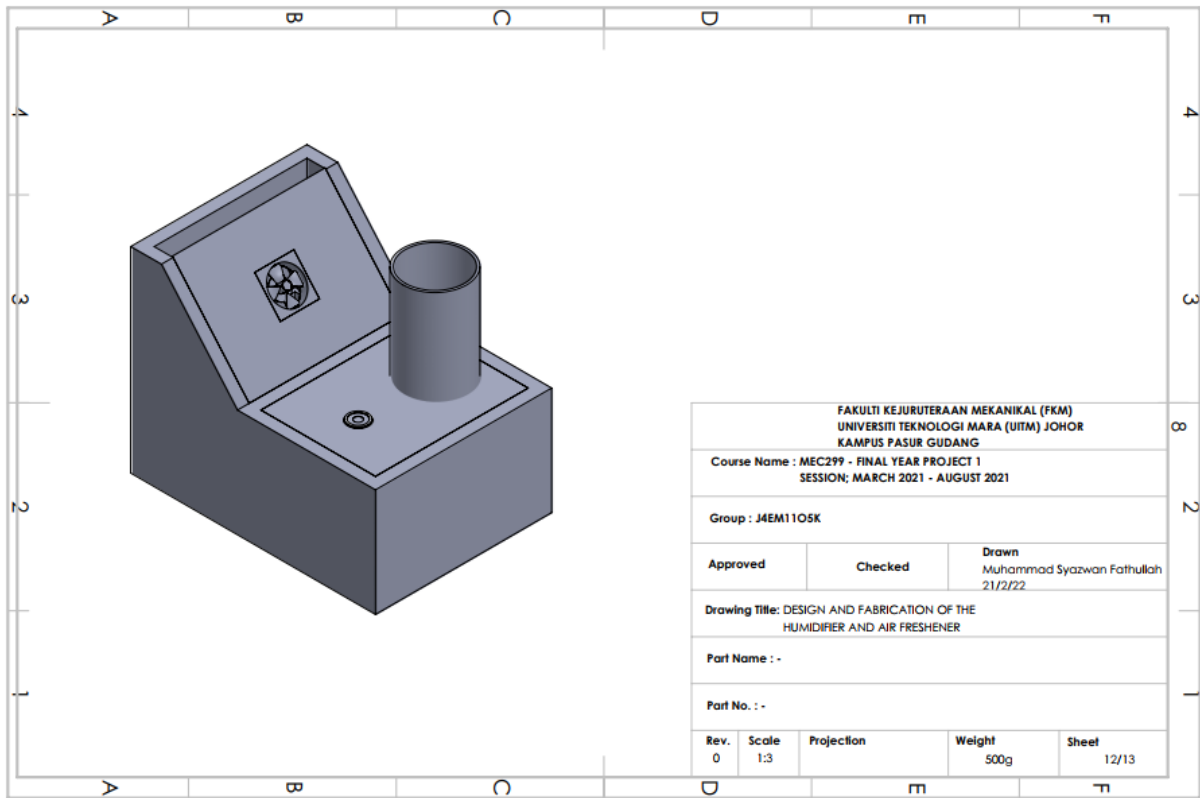 A B C D E F
4 4
3 3
FAKULTI KEJURUTERAAN MEKANIKAL (FKM)
UNIVERSITI TEKNOLOGI MARA (UITM) JOHOR
KAMPUS PASUR GUDANG
8
Course Name : MEC299 - FINAL YEAR PROJECT 1
SESSION; MARCH 2021 - AUGUST 2021
2 2
Group : J4EM11O5K
Approved Checked Drawn
Muhammad Syazwan Fathullah
21/2/22
Drawing Title: DESIGN AND FABRICATION OF THE
HUMIDIFIER AND AIR FRESHENER
Part Name : -
1 1
Part No. : -
Rev. Scale Projection Weight Sheet
0 1:3 500g 12/13
A B C D E F